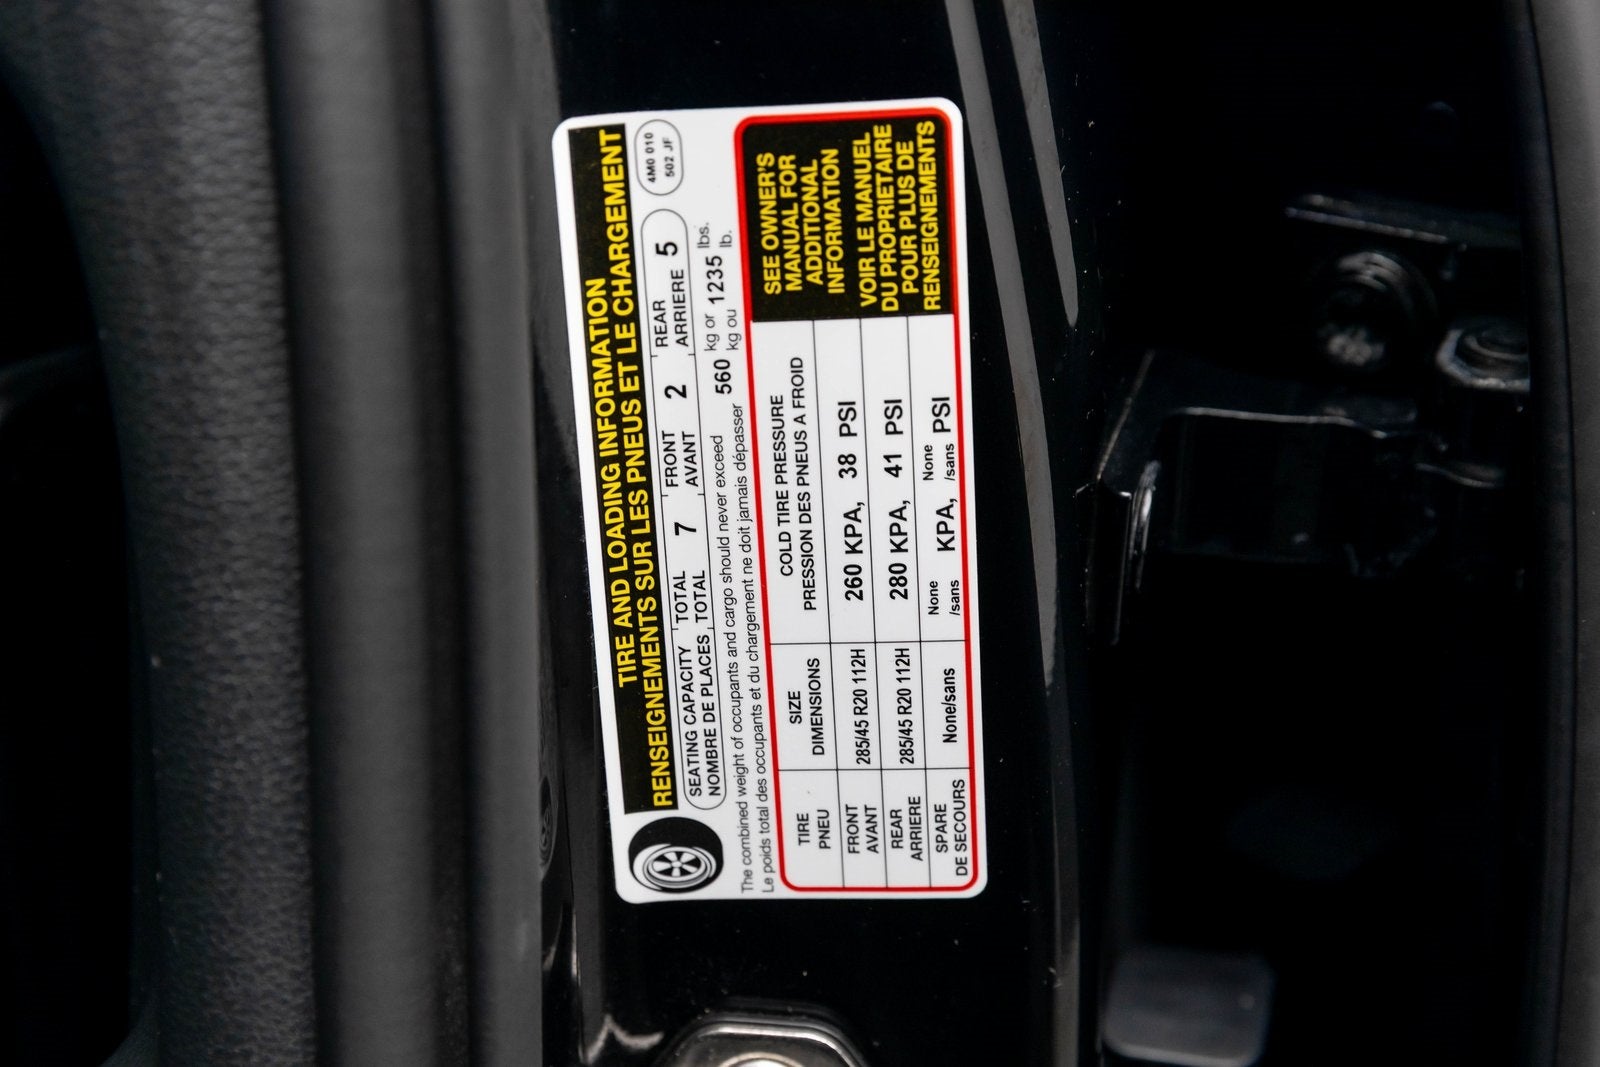 TIRE AND LOADING INFORMATION
RENSEIGNEMENTS SUR LES PNEUS ET LE CHARGEMENT
4M0 010
502 JF
SEATING CAPACITY TOTAL 7 FRONT 2 REAR 5
NOMBRE DE PLACES TOTAL AVANT ARRIERE
The combined weight of occupants and cargo should never exceed 560 kg or 1235 lbs.
Le poids total des occupants et du chargement ne doit jamais dépasser kg ou lb.
TIRE SIZE COLD TIRE PRESSURE
PNEU DIMENSIONS PRESSION DES PNEUS A FROID
FRONT
AVANT
285/45 R20 112H
260 KPA, 38 PSI
REAR
ARRIERE
285/45 R20 112H
280 KPA, 41 PSI
SPARE
DE SECOURS
None/sans
None
/sans KPA,
None
/sans PSI
SEE OWNER'S
MANUAL FOR
ADDITIONAL
INFORMATION
VOIR LE MANUEL
DU PROPRIETAIRE
POUR PLUS DE
RENSEIGNEMENTS